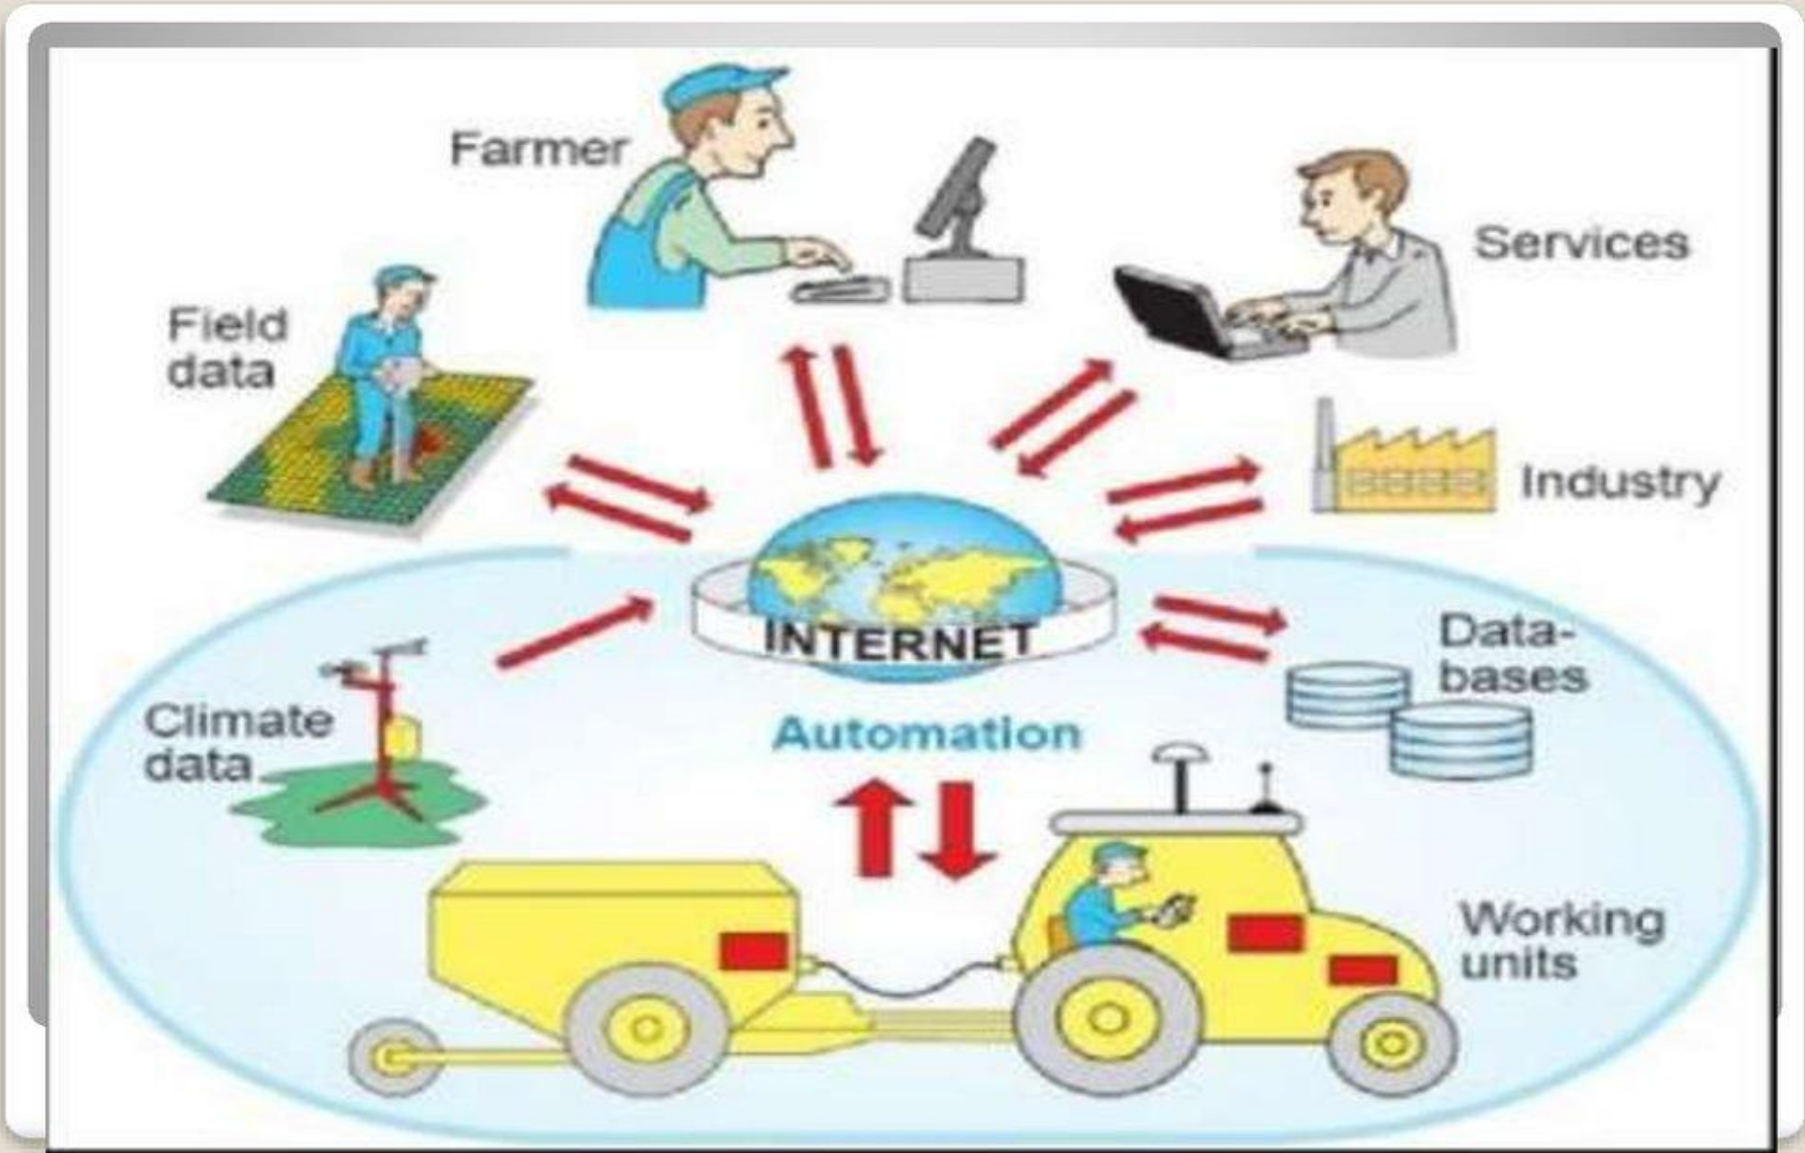 Farmer
Services
Field
data
Industry
INTERNET
Data-
bases
Climate
data
Automation
Working
units